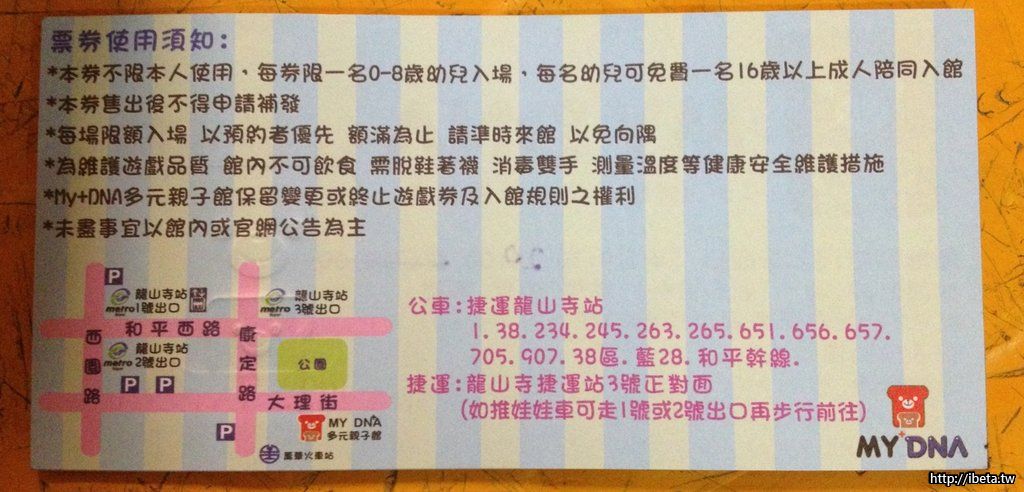 票券使用須知：
*本券不限本人使用，每券限一名0-8歲幼兒入場，每名幼兒可免費一名16歲以上成人陪同入館
*本券售出後不得申請補發
*每場限額入場 以預約者優先 額滿為止 請準時來館 以免向隅
*為維護遊戲品質 館內不可飲食 需脫鞋著襪 消毒雙手 測量溫度等健康安全維護措施
*My+DNA多元親子館保留變更或終止遊戲券及入館規則之權利
*未盡事宜以館內或官網公告為主
P
metro 龍山寺站
1號出口
metro 龍山寺站
3號出口
和平西路
西園路
metro 龍山寺站
2號出口
康定路
公園
P P
大理街
P
MY DNA
多元親子館
萬華火車站
公車：捷運龍山寺站
1.38.234.245.263.265.651.656.657.
705.907.38區.藍28.和平幹線.
捷運：龍山寺捷運站3號正對面
(如推娃娃車可走1號或2號出口再步行前往)
MY+DNA
http://ibeta.tw